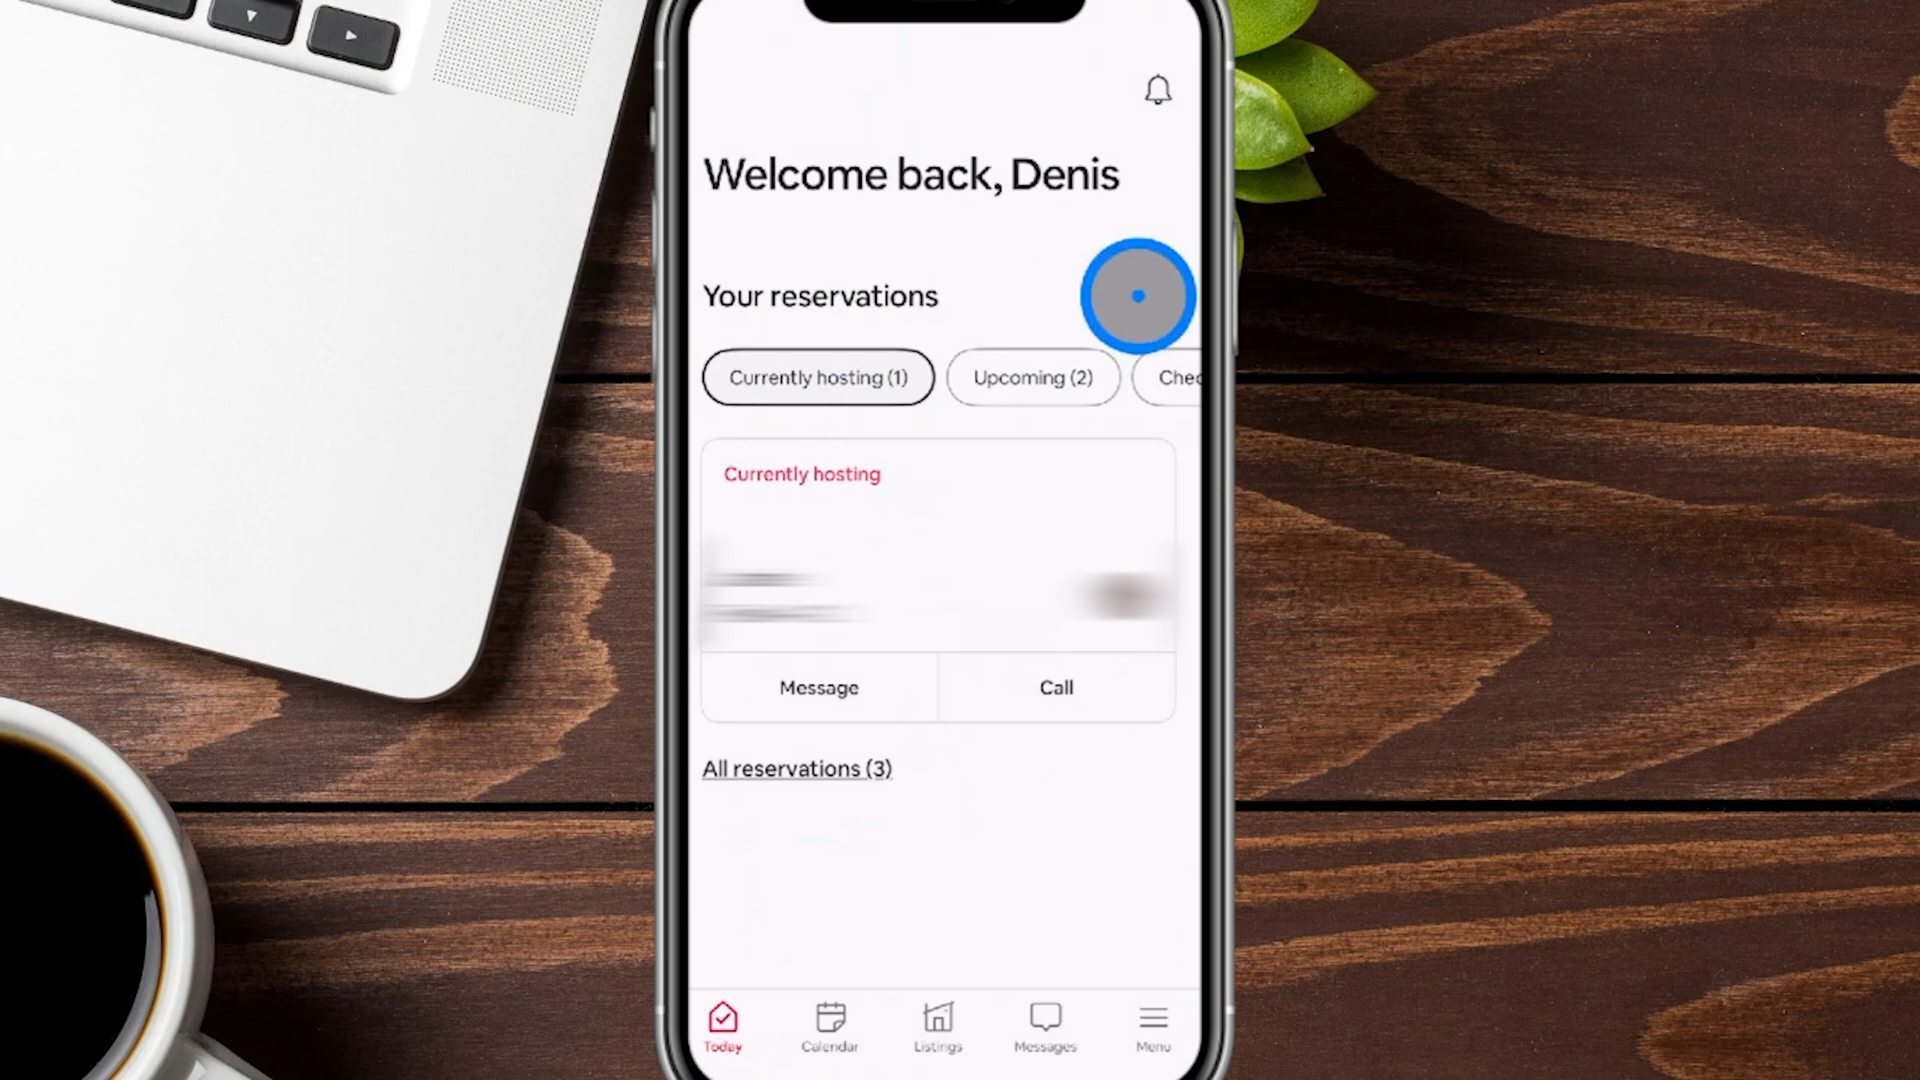 Welcome back, Denis
Your reservations
Currently hosting (1)
Upcoming (2)
Chec
Currently hosting
Message
Call
All reservations (3)
Today
Calendar
Listings
Messages
Menu